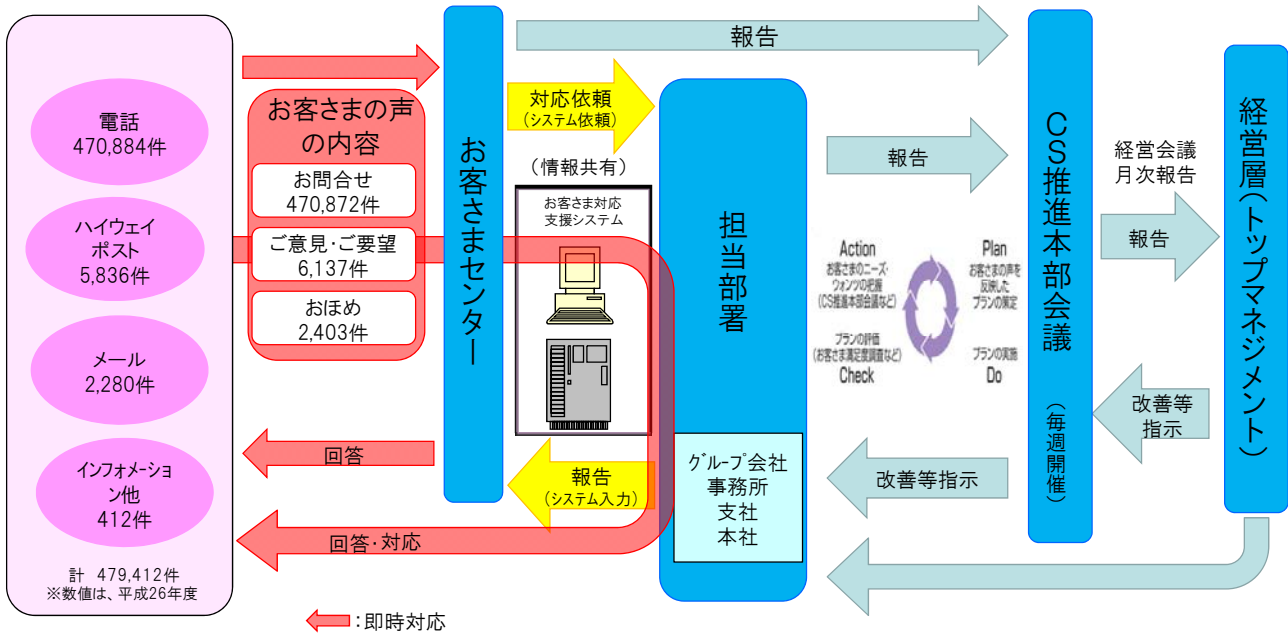 電話
470,884件
ハイウェイ
ポスト
5,836件
メール
2,280件
インフォメーショ
ン他
412件
計 479,412件
※数値は、平成26年度
お客さまの声
の内容
お問合せ
470,872件
ご意見・ご要望
6,137件
おほめ
2,403件
回答
回答・対応
:即時対応
お客さまセンター
報告
対応依頼
(システム依頼)
(情報共有)
お客さま対応
支援システム
報告
(システム入力)
担当部署
グループ会社
事務所
支社
本社
報告
Action
お客さまのニーズ・
ウォンツの把握
(CS推進本部会議など)
Plan
お客さまの声を
反映した
プランの策定
プランの評価
(お客さま満足度調査など)
Check
プランの実施
Do
改善等指示
CS推進本部会議
(毎週開催)
経営会議
月次報告
報告
改善等
指示
経営層(トップマネジメント)